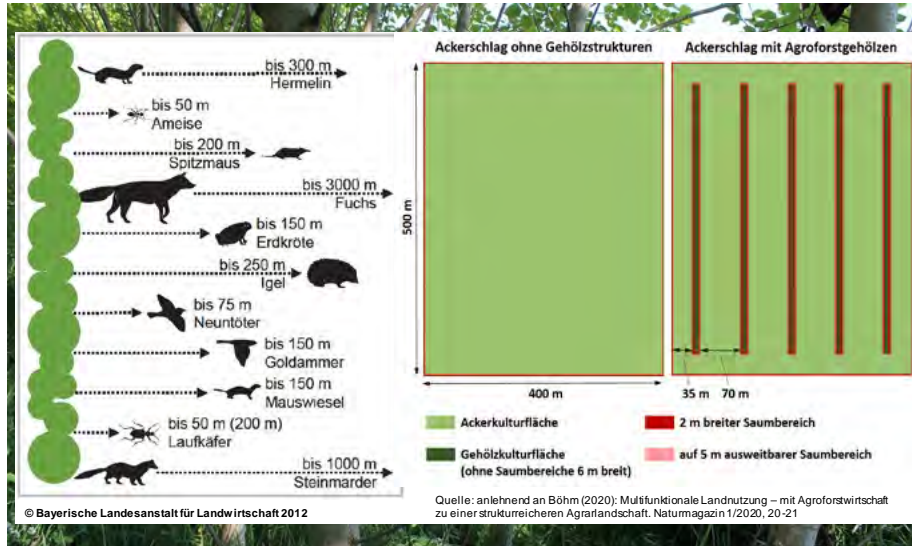 bis 300 m
Hermelin
bis 50 m
Ameise
bis 200 m
Spitzmaus
bis 3000 m
Fuchs
bis 150 m
Erdkröte
bis 250 m
Igel
bis 75 m
Neuntöter
bis 150 m
Goldammer
bis 150 m
Mauswiesel
bis 50 m (200 m)
Laufkäfer
bis 1000 m
Steinmarder
© Bayerische Landesanstalt für Landwirtschaft 2012
Ackerschlag ohne Gehölzstrukturen
Ackerschlag mit Agroforstgehölzen
500 m
400 m
35 m
70 m
Ackerkulturfläche
2 m breiter Saumbereich
Gehölzkulturfläche
(ohne Saumbereiche 6 m breit)
auf 5 m ausweitbarer Saumbereich
Quelle: anlehnend an Böhm (2020): Multifunktionale Landnutzung – mit Agroforstwirtschaft
zu einer strukturreicheren Agrarlandschaft. Naturmagazin 1/2020, 20-21